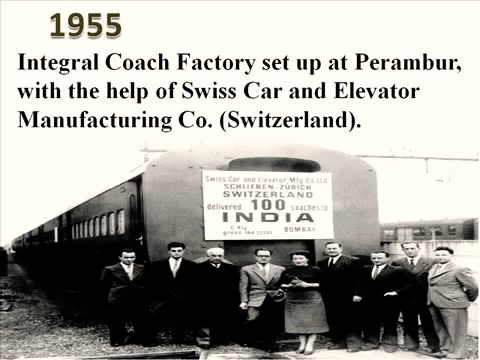 1955
Integral Coach Factory set up at Perambur,
with the help of Swiss Car and Elevator
Manufacturing Co. (Switzerland).
Swiss Car and Elevator Mfg Co Ltd
SCHLIEREN-ZÜRICH
SWITZERLAND
delivered 100 coaches to
INDIA
BOMBAY